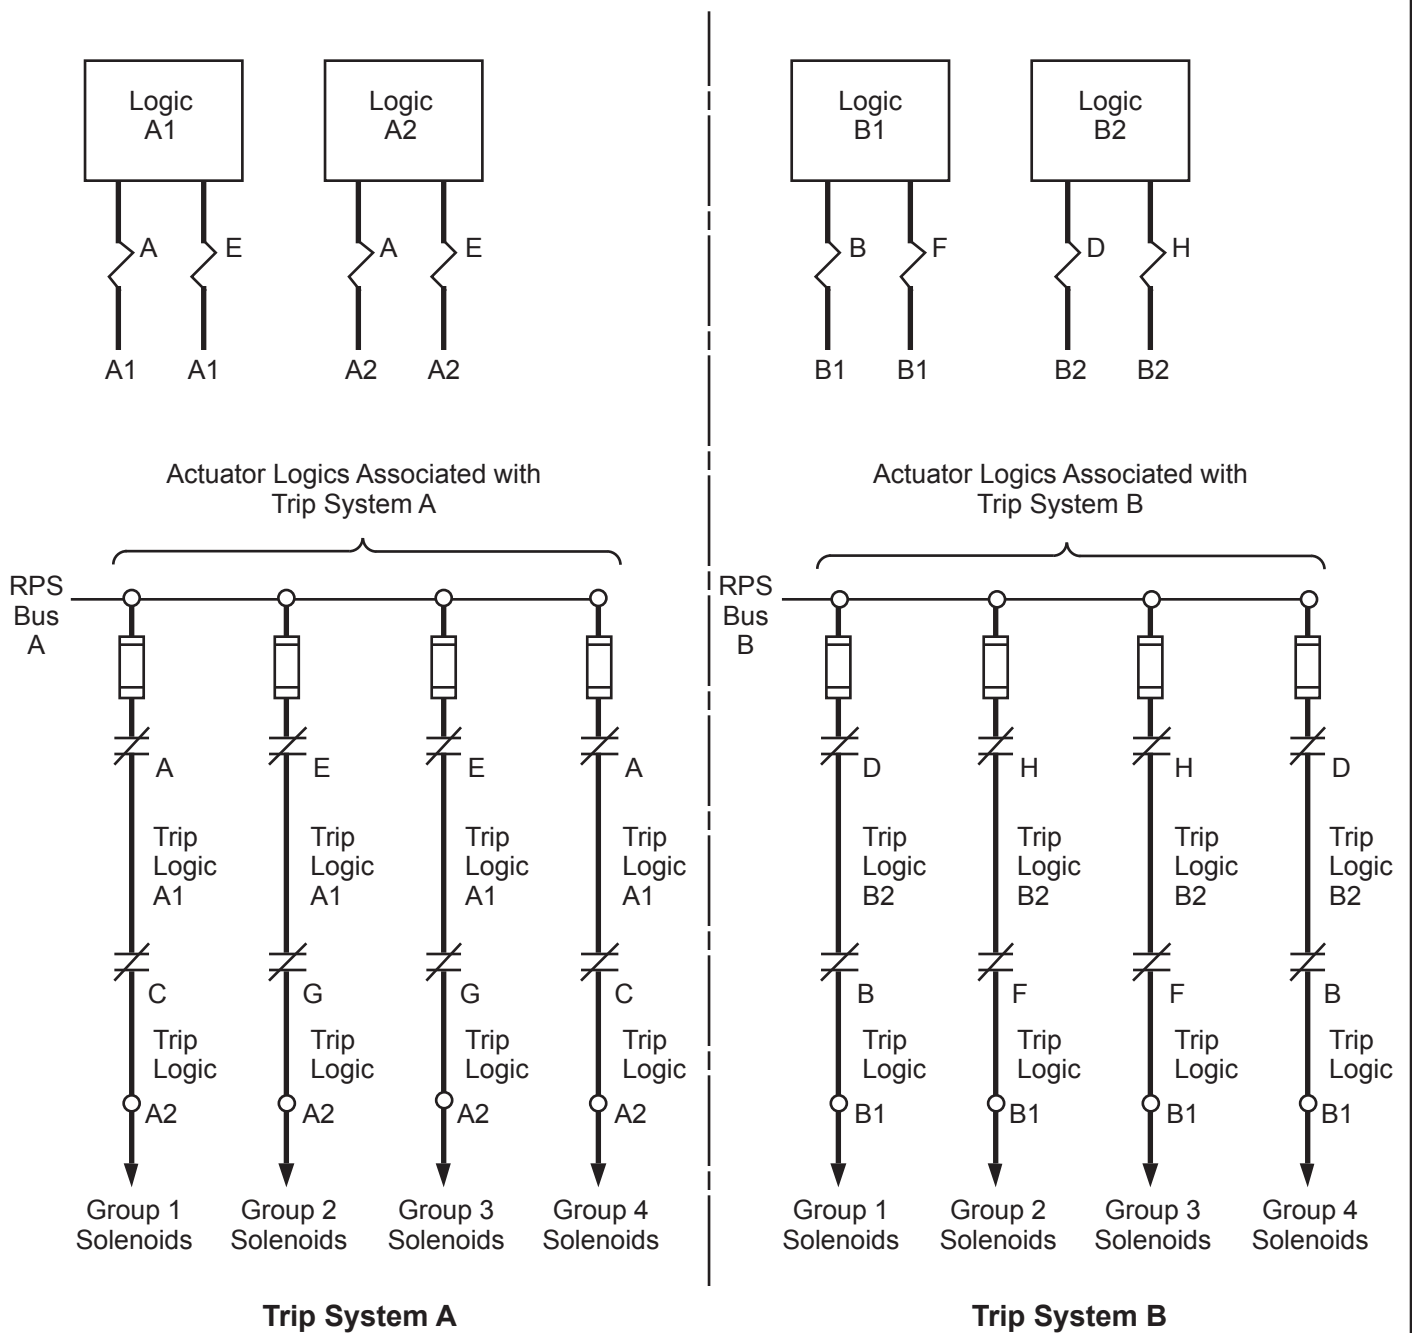 Logic
A1
Logic
A2
Logic
B1
Logic
B2
A
E
A
E
B
F
D
H
A1
A1
A2
A2
B1
B1
B2
B2
Actuator Logics Associated with
Trip System A
Actuator Logics Associated with
Trip System B
RPS
Bus
A
RPS
Bus
B
A
E
E
A
D
H
H
D
Trip
Logic
A1
Trip
Logic
A1
Trip
Logic
A1
Trip
Logic
A1
Trip
Logic
B2
Trip
Logic
B2
Trip
Logic
B2
Trip
Logic
B2
C
G
G
C
B
F
F
B
Trip
Logic
A2
Trip
Logic
A2
Trip
Logic
A2
Trip
Logic
A2
Trip
Logic
B1
Trip
Logic
B1
Trip
Logic
B1
Trip
Logic
B1
Group 1
Solenoids
Group 2
Solenoids
Group 3
Solenoids
Group 4
Solenoids
Group 1
Solenoids
Group 2
Solenoids
Group 3
Solenoids
Group 4
Solenoids
Trip System A
Trip System B